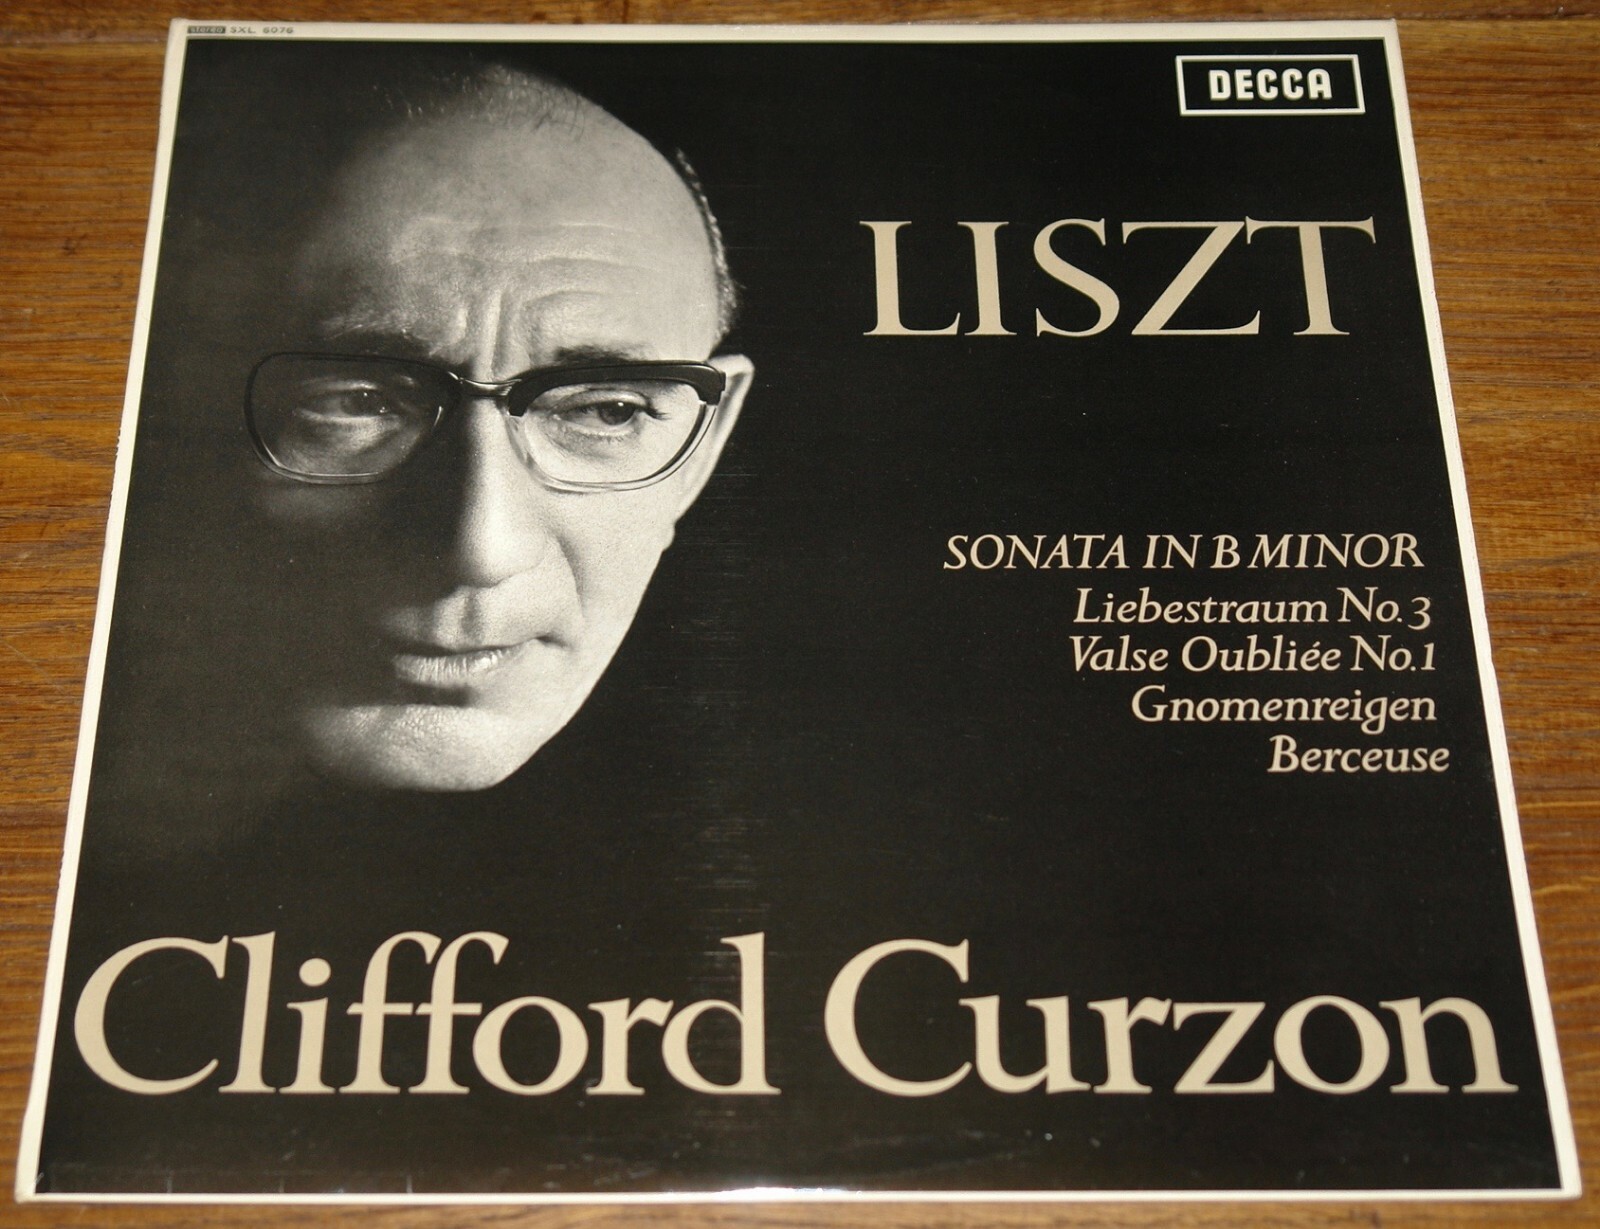 stereo SXL 6076
DECCA
LISZT
SONATA IN B MINOR
Liebestraum No. 3
Valse Oubliée No. 1
Gnomenreigen
Berceuse
Clifford Curzon